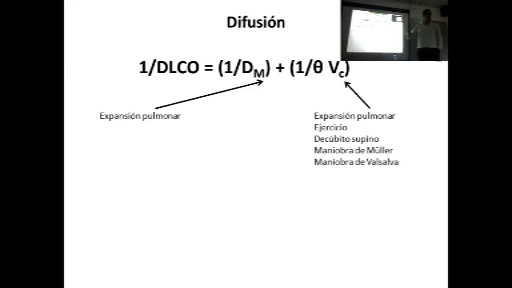 Difusión
1/DLCO = (1/DM) + (1/θ Vc)
Expansión pulmonar
Expansión pulmonar
Ejercicio
Decúbito supino
Maniobra de Müller
Maniobra de Valsalva